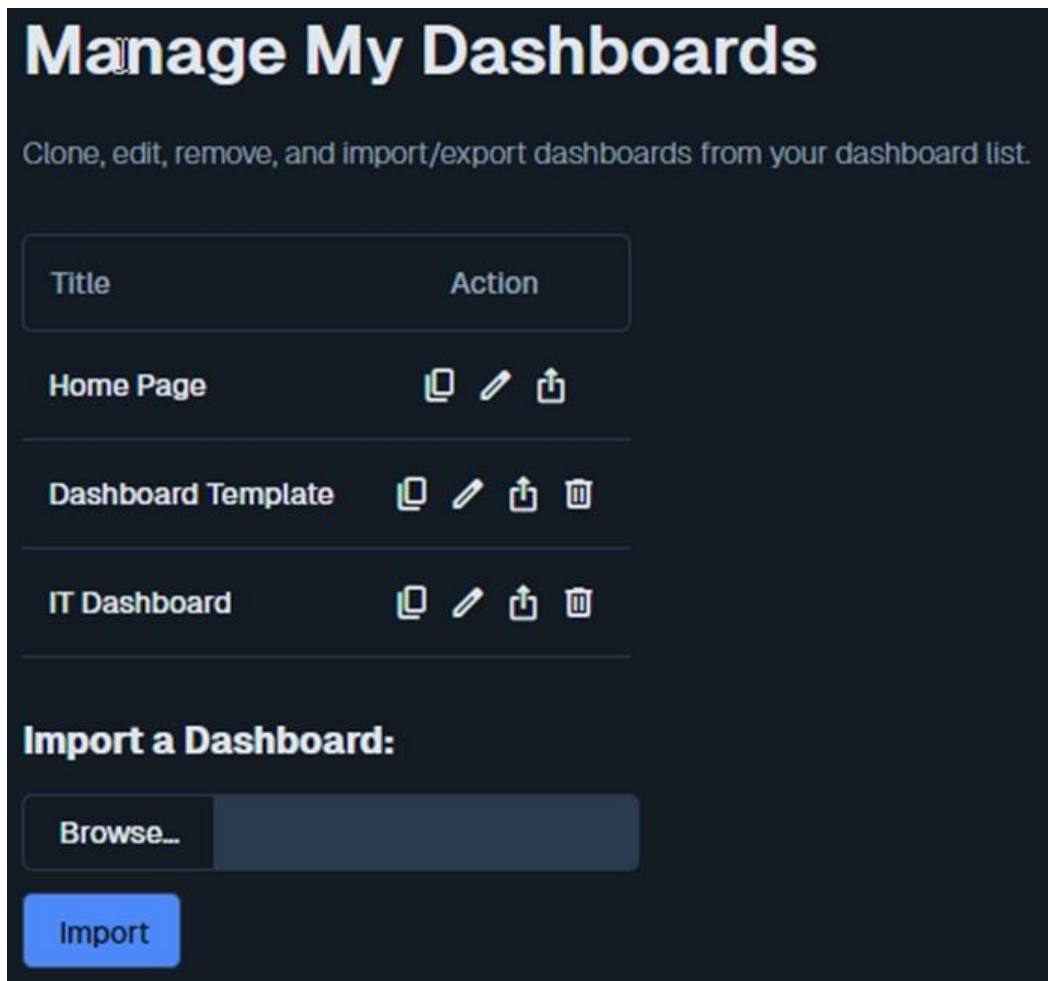 Manage My Dashboards
Clone, edit, remove, and import/export dashboards from your dashboard list.
Title Action
Home Page
Dashboard Template
IT Dashboard
Import a Dashboard:
Browse...
Import